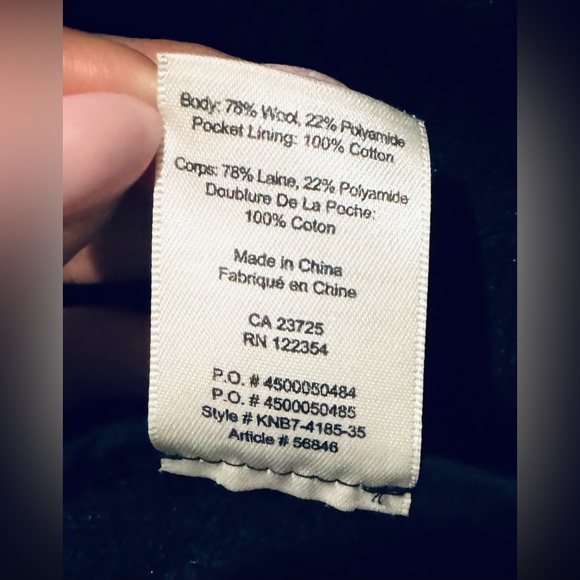 Body: 78% Wool, 22% Polyamide
Pocket Lining: 100% Cotton
Corps: 78% Laine, 22% Polyamide
Doublure De La Poche:
100% Coton
Made in China
Fabriqué en Chine
CA 23725
RN 122354
P.O. # 4500050484
P.O. # 4500050485
Style # KNB7-4185-35
Article # 56846